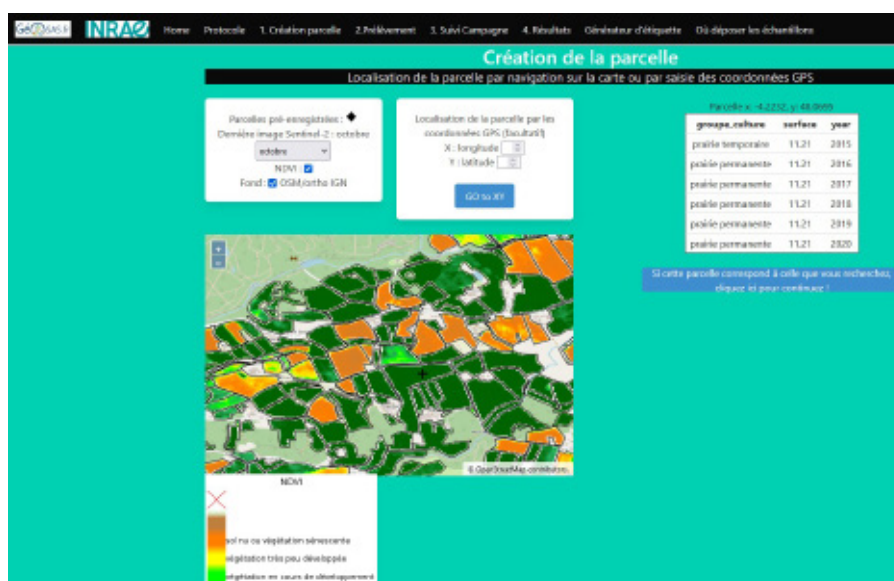 GéoSAS.fr
INRAE
Home Protocole 1. Création parcelle 2.Prélèvement 3. Suivi Campagne 4. Résultats Générateur d'étiquette Où déposer les échantillons
Création de la parcelle
Localisation de la parcelle par navigation sur la carte ou par saisie des coordonnées GPS
Parcelles pré-enregistrées :
Dernière image Sentinel-2 : octobre
octobre
NDVI :
Fond : OSM/ortho IGN
Localisation de la parcelle par les
coordonnées GPS (facultatif)
X : longitude
Y : latitude
GO to XY
Parcelle x: -4.2232, y: 48.0695
groupe_culture surface year
prairie temporaire 11.21 2015
prairie permanente 11.21 2016
prairie permanente 11.21 2017
prairie permanente 11.21 2018
prairie permanente 11.21 2019
prairie permanente 11.21 2020
Si cette parcelle correspond à celle que vous recherchez,
cliquez ici pour continuez !
+
−
© OpenStreetMap contributors.
NDVI
sol nu ou végétation sénescente
végétation très peu développée
végétation en cours de développement